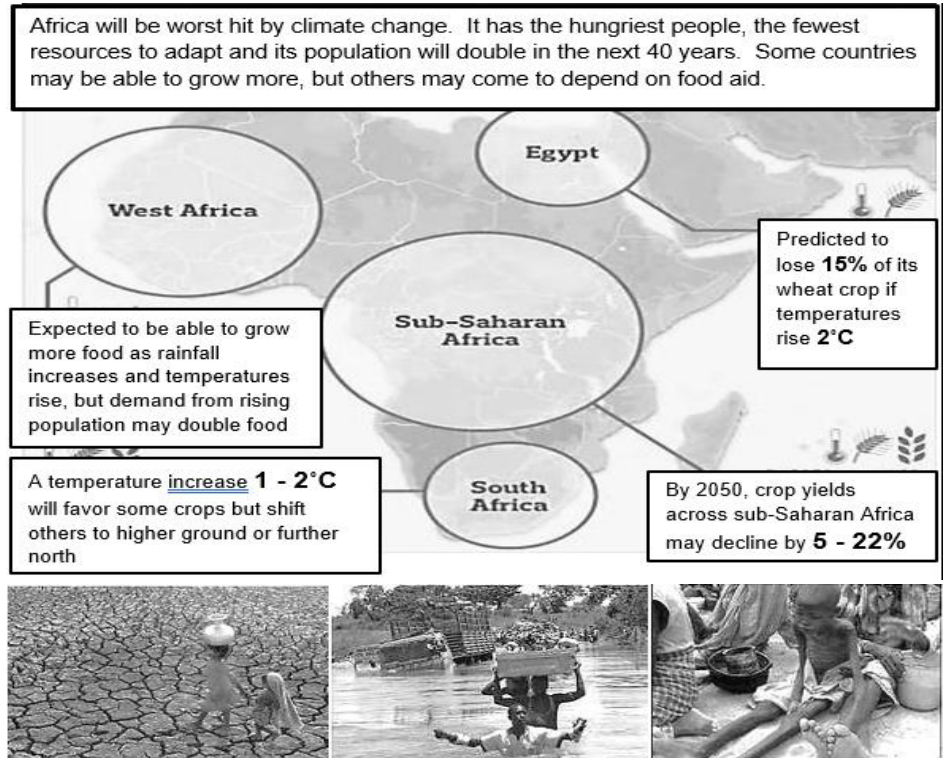 Africa will be worst hit by climate change. It has the hungriest people, the fewest
resources to adapt and its population will double in the next 40 years. Some countries
may be able to grow more, but others may come to depend on food aid.
Egypt
West Africa
Predicted to
lose 15% of its
wheat crop if
temperatures
rise 2°C
Sub-Saharan
Africa
Expected to be able to grow
more food as rainfall
increases and temperatures
rise, but demand from rising
population may double food
A temperature increase 1 - 2°C
will favor some crops but shift
others to higher ground or further
north
South
Africa
By 2050, crop yields
across sub-Saharan Africa
may decline by 5 - 22%